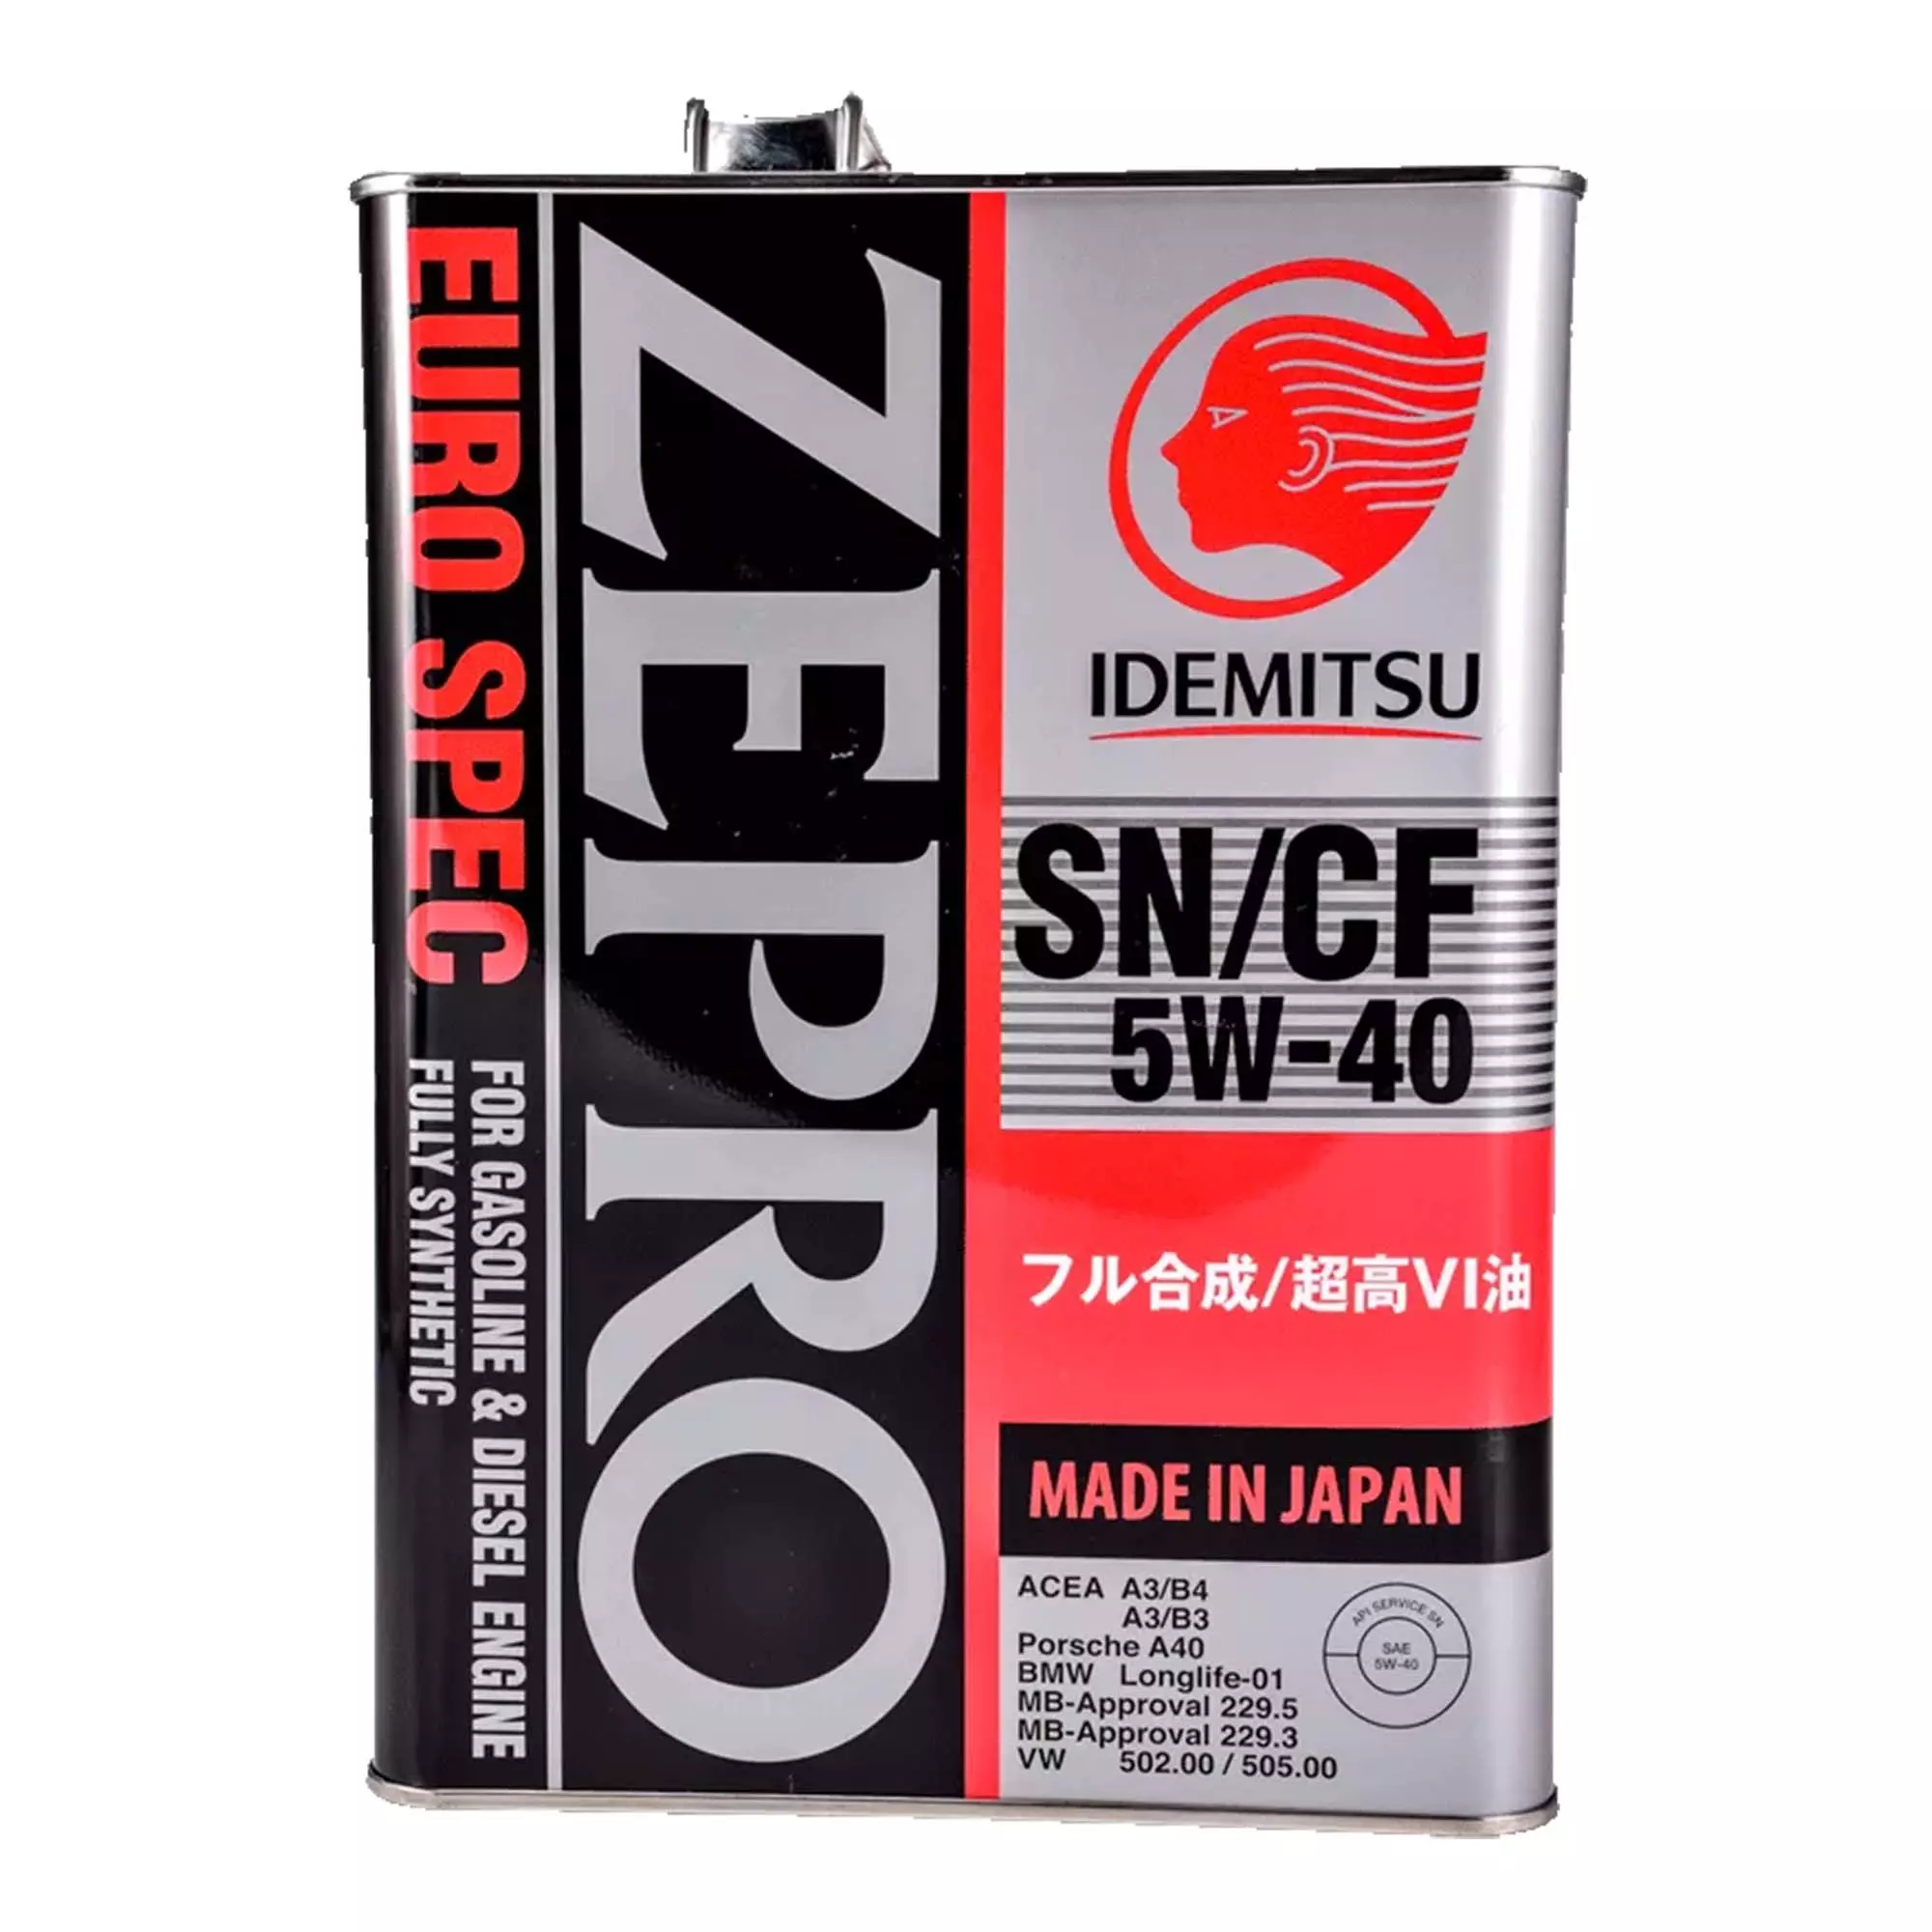 EURO SPEC
FOR GASOLINE & DIESEL ENGINE
FULLY SYNTHETIC
ZEPRO
IDEMITSU
SN/CF
5W-40
フル合成/超高VI油
MADE IN JAPAN
ACEA A3/B4
A3/B3
Porsche A40
BMW Longlife-01
MB-Approval 229.5
MB-Approval 229.3
VW 502.00 / 505.00
API SERVICE SN
SAE
5W-40